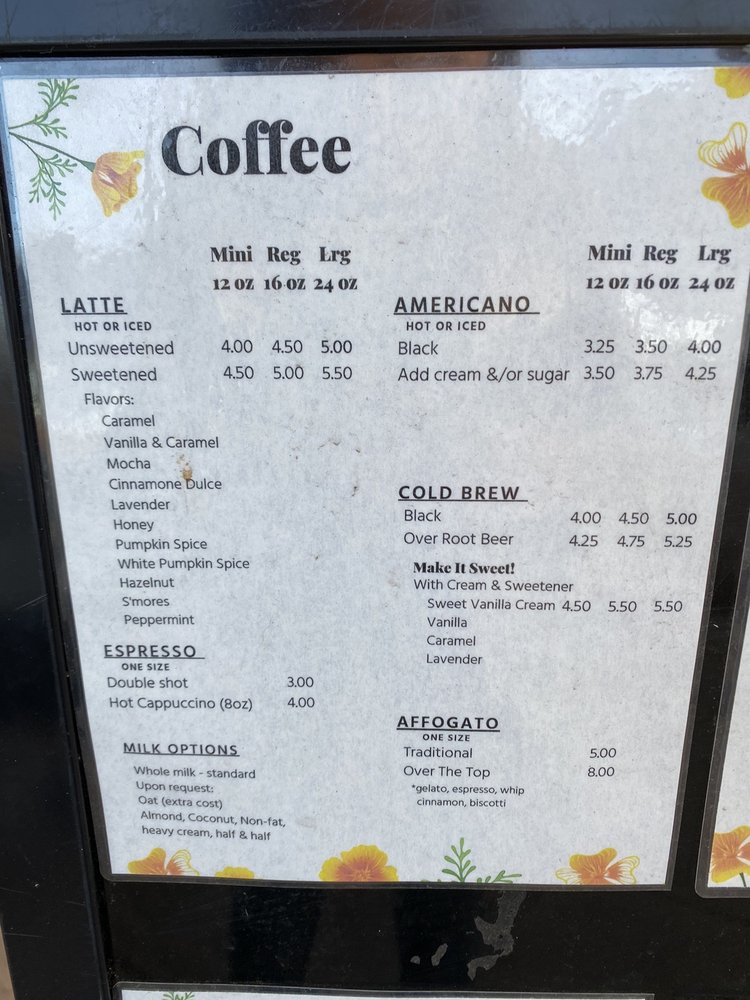 Coffee
Mini Reg Lrg
12 oz 16 oz 24 oz
LATTE
HOT OR ICED
Unsweetened 4.00 4.50 5.00
Sweetened 4.50 5.00 5.50
Flavors:
Caramel
Vanilla & Caramel
Mocha
Cinnamone Dulce
Lavender
Honey
Pumpkin Spice
White Pumpkin Spice
Hazelnut
S'mores
Peppermint
ESPRESSO
ONE SIZE
Double shot 3.00
Hot Cappuccino (8oz) 4.00
MILK OPTIONS
Whole milk - standard
Upon request:
Oat (extra cost)
Almond, Coconut, Non-fat,
heavy cream, half & half
Mini Reg Lrg
12 oz 16 oz 24 oz
AMERICANO
HOT OR ICED
Black 3.25 3.50 4.00
Add cream &/or sugar 3.50 3.75 4.25
COLD BREW
Black 4.00 4.50 5.00
Over Root Beer 4.25 4.75 5.25
Make It Sweet!
With Cream & Sweetener
Sweet Vanilla Cream 4.50 5.50 5.50
Vanilla
Caramel
Lavender
AFFOGATO
ONE SIZE
Traditional 5.00
Over The Top 8.00
*gelato, espresso, whip
cinnamon, biscotti